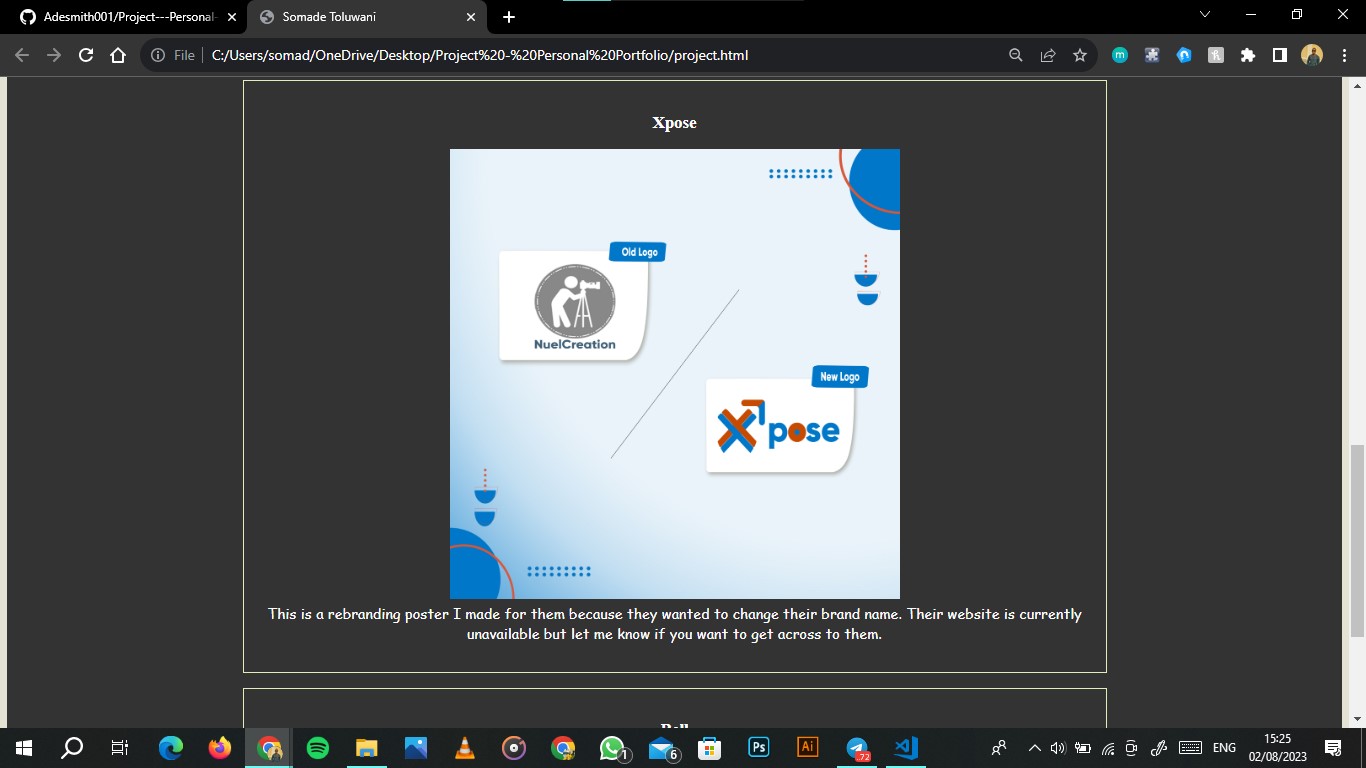 Adesmith001/Project---Personal-
Somade Toluwani
File
C:/Users/somad/OneDrive/Desktop/Project%20-%20Personal%20Portfolio/project.html
Xpose
Old Logo
NuelCreation
New Logo
Xpose
This is a rebranding poster I made for them because they wanted to change their brand name. Their website is currently
unavailable but let me know if you want to get across to them.
1
6
Ps
Ai
72
ENG
15:25
02/08/2023